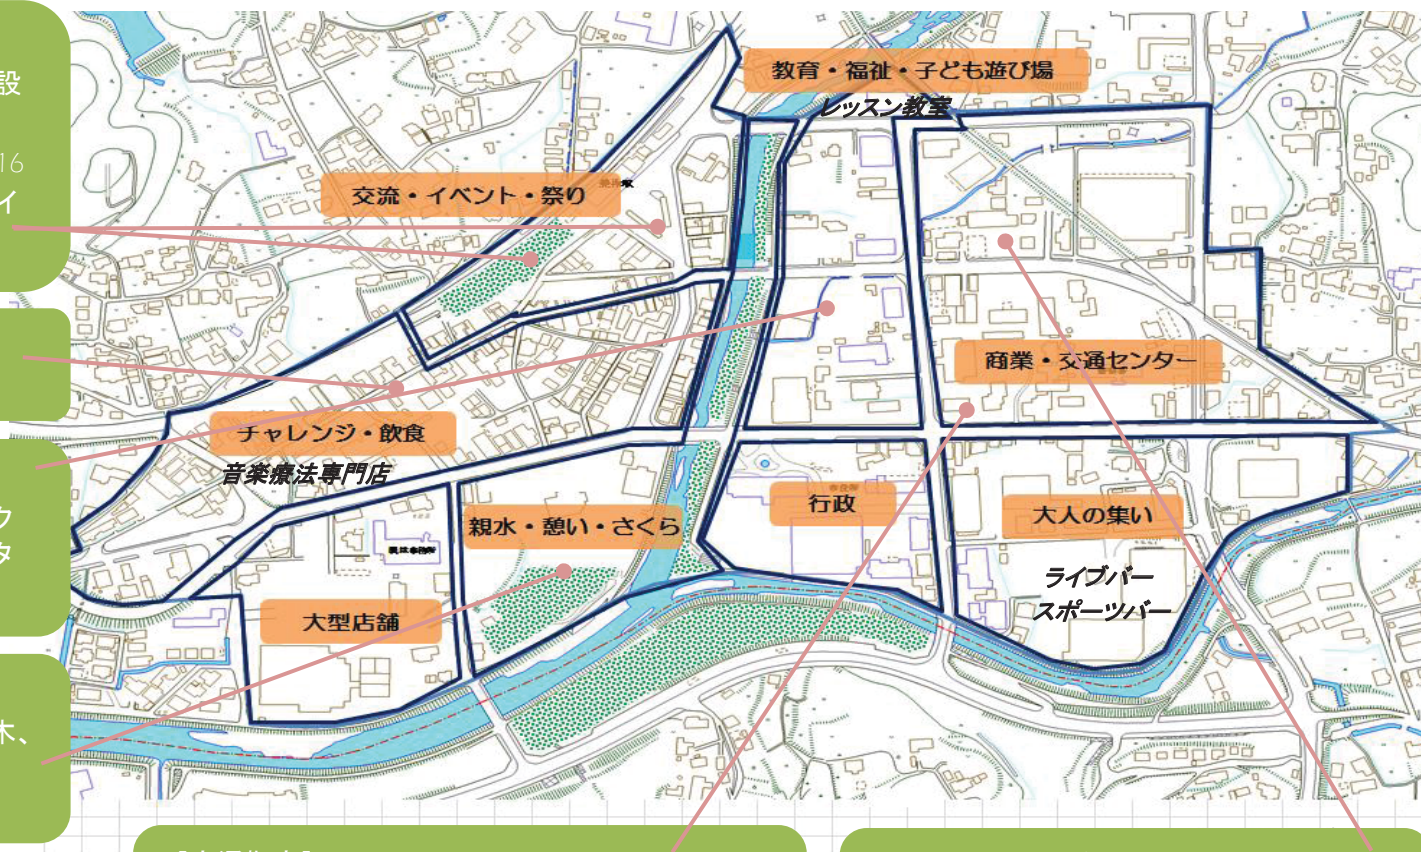 設
16
イ
ク
タ
木、
教育・福祉・子ども遊び場
レッスン教室
交流・イベント・祭り
商業・交通センター
チャレンジ・飲食
音楽療法専門店
親水・憩い・さくら
行政
大人の集い
ライブバー
スポーツバー
大型店舗